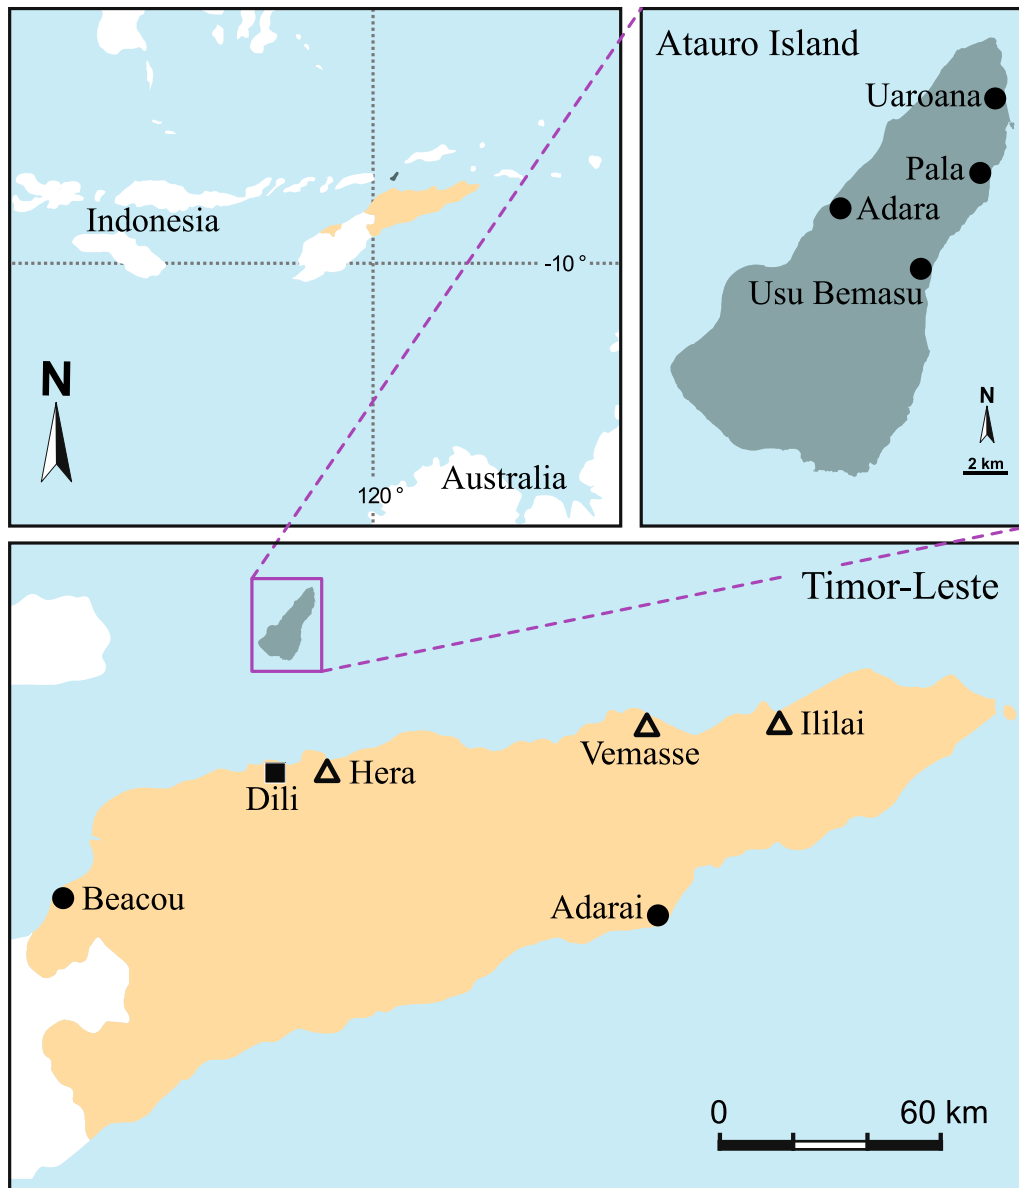 Indonesia
-10°
N
120°
Australia
Atauro Island
Uaroana
Pala
Adara
Usu Bemasu
N
2 km
Timor-Leste
Ililai
Vemasse
Hera
Dili
Beacou
Adarai
0 60 km